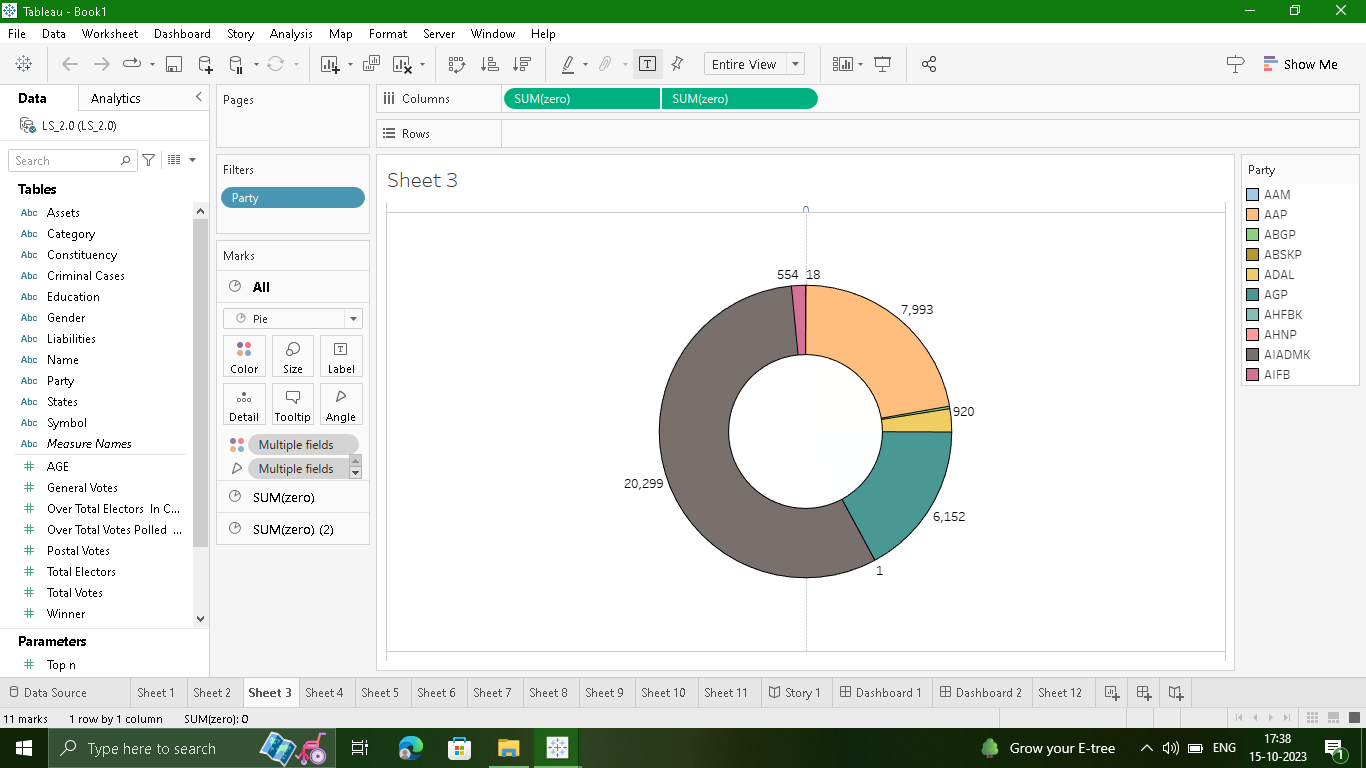 Tableau - Book1
File Data Worksheet Dashboard Story Analysis Map Format Server Window Help
Entire View
Show Me
Data Analytics
LS_2.0 (LS_2.0)
Search
Tables
Abc Assets
Abc Category
Abc Constituency
Abc Criminal Cases
Abc Education
Abc Gender
Abc Liabilities
Abc Name
Abc Party
Abc States
Abc Symbol
Abc Measure Names
# AGE
# General Votes
# Over Total Electors In C...
# Over Total Votes Polled ...
# Postal Votes
# Total Electors
# Total Votes
# Winner
Parameters
# Top n
Pages
Filters
Party
Marks
All
Pie
Color Size Label
Detail Tooltip Angle
Multiple fields
Multiple fields
SUM(zero)
SUM(zero) (2)
Columns SUM(zero) SUM(zero)
Rows
Sheet 3
0
554 18
7,993
920
20,299
6,152
1
Party
AAM
AAP
ABGP
ABSKP
ADAL
AGP
AHFBK
AHNP
AIADMK
AIFB
Data Source Sheet 1 Sheet 2 Sheet 3 Sheet 4 Sheet 5 Sheet 6 Sheet 7 Sheet 8 Sheet 9 Sheet 10 Sheet 11 Story 1 Dashboard 1 Dashboard 2 Sheet 12
11 marks 1 row by 1 column SUM(zero): 0
Type here to search
Grow your E-tree
ENG
17:38
15-10-2023
1